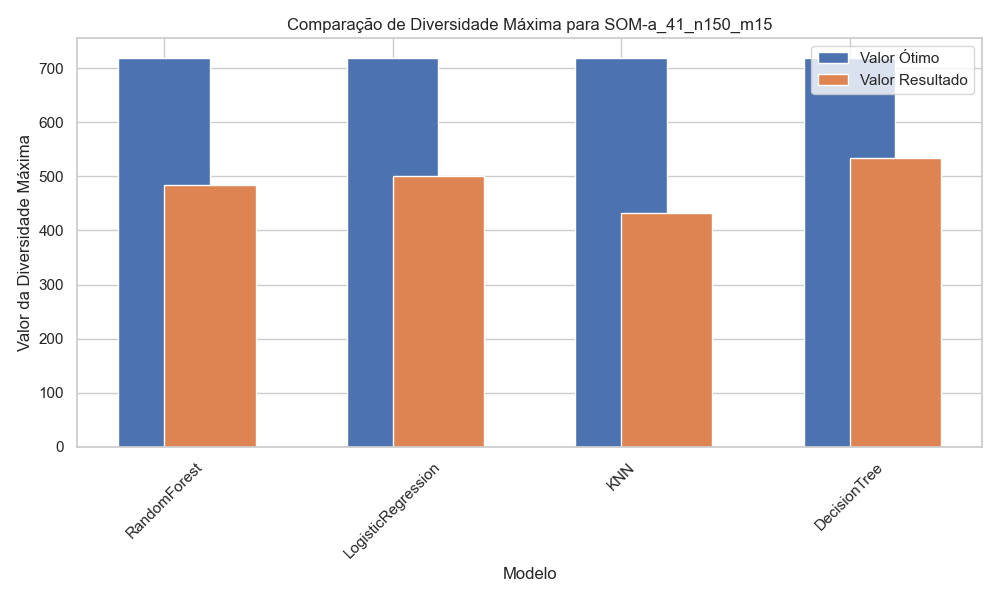 Comparação de Diversidade Máxima para SOM-a_41_n150_m15
Valor Ótimo
Valor Resultado
Valor da Diversidade Máxima
700
600
500
400
300
200
100
0
RandomForest
LogisticRegression
KNN
DecisionTree
Modelo